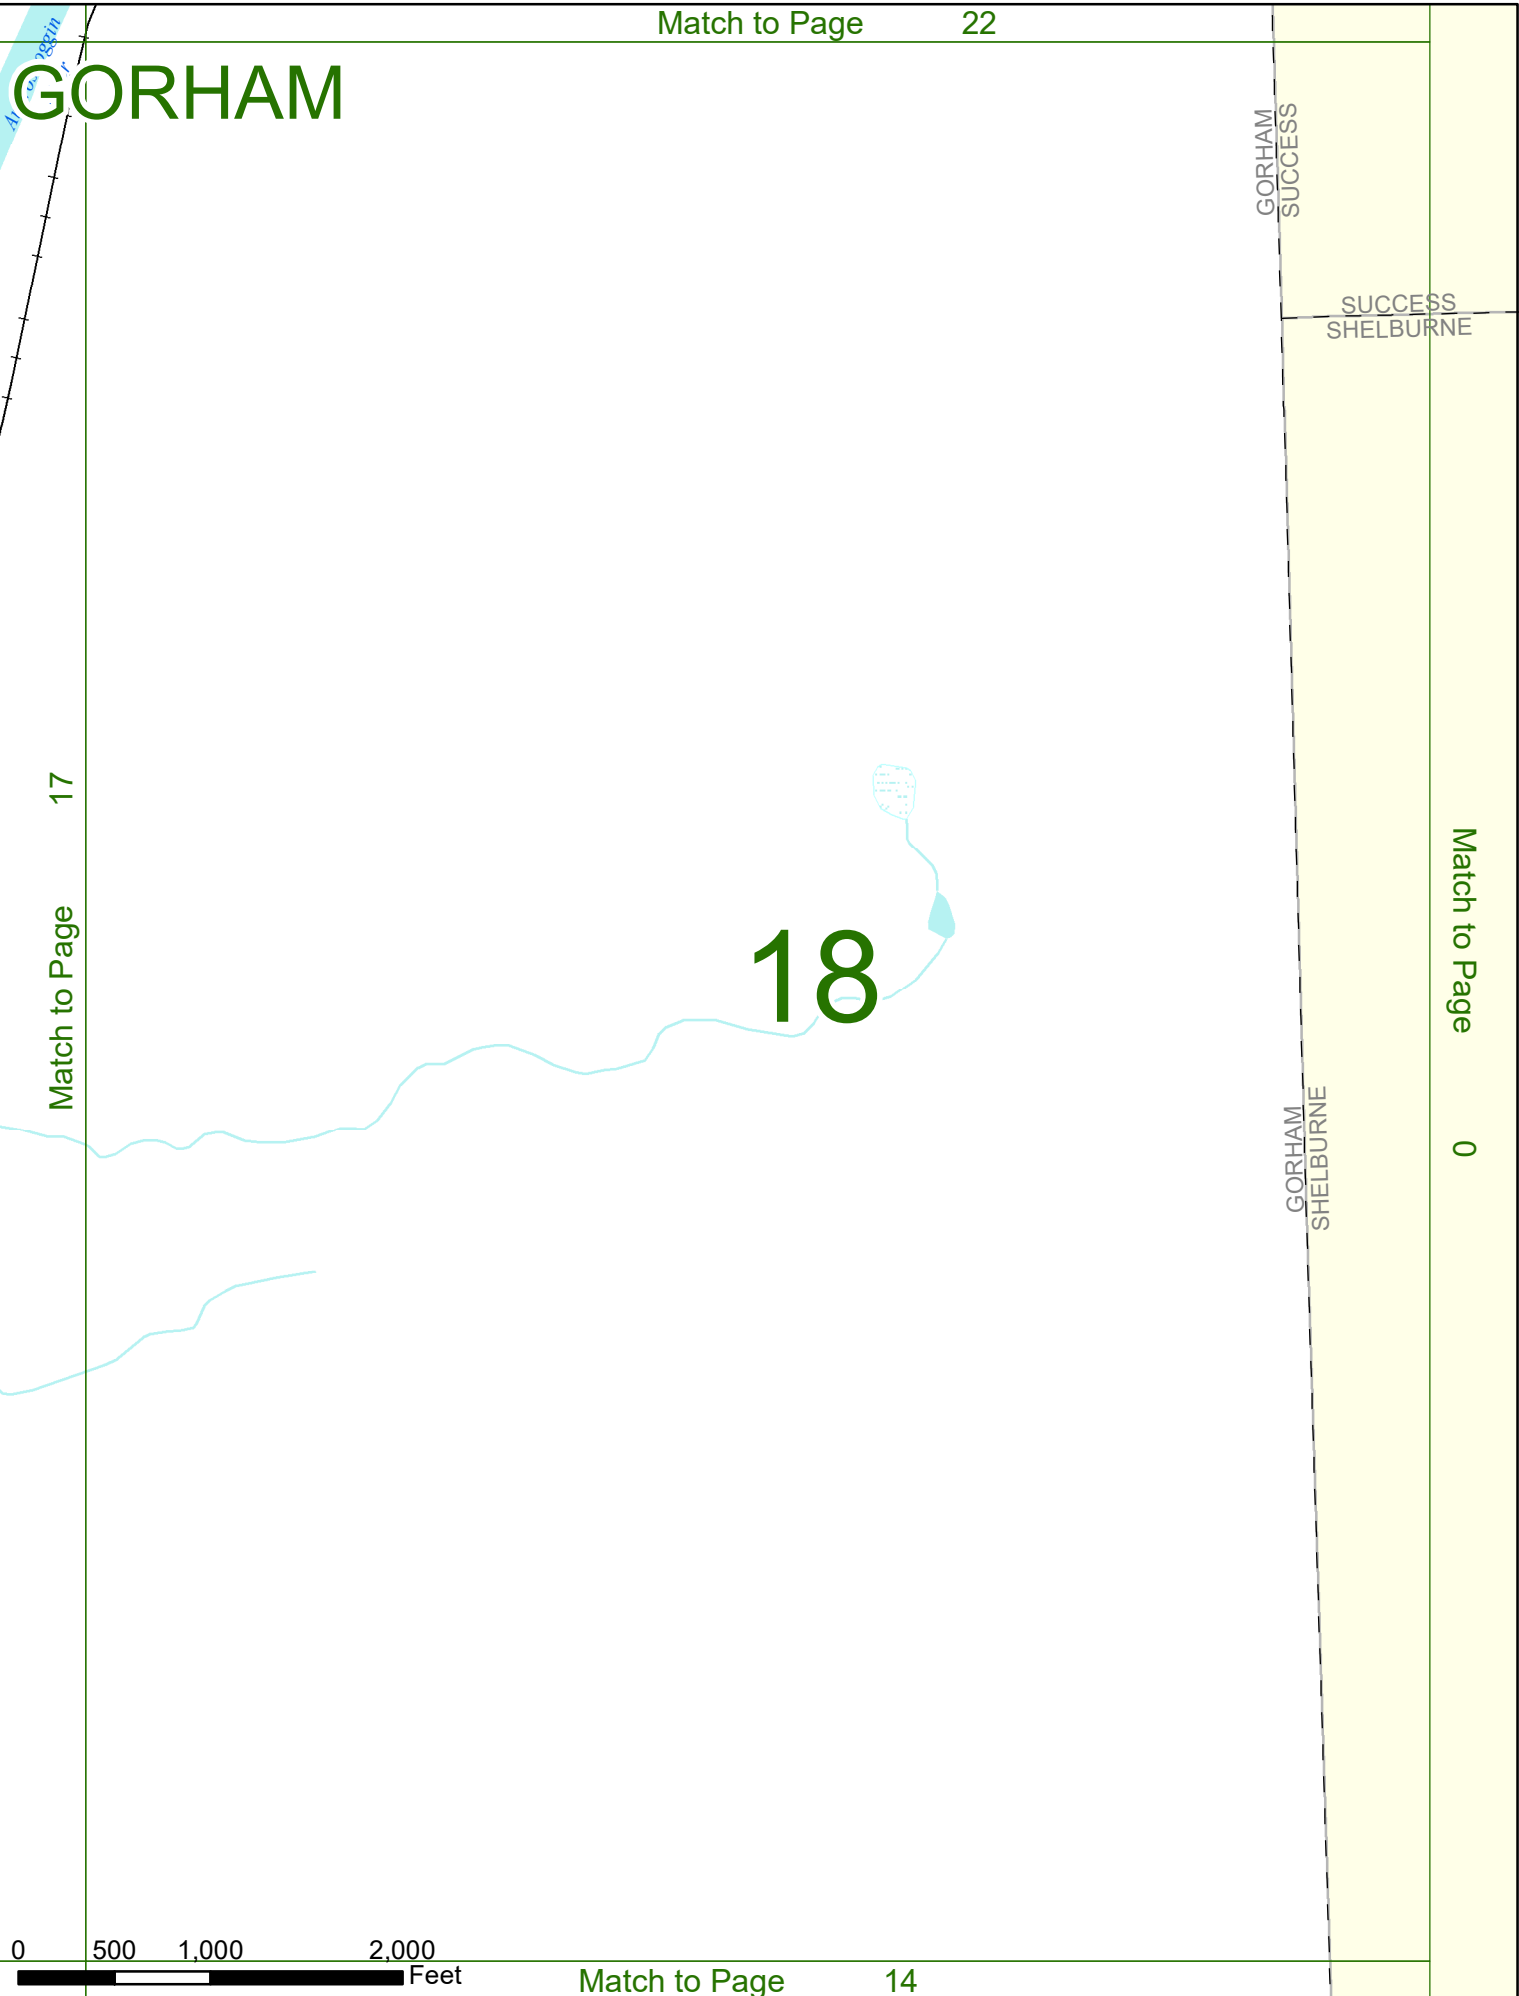 Match to Page 22
GORHAM
GORHAM
SUCCESS
SUCCESS
SHELBURNE
Match to Page 17
18
Match to Page 0
GORHAM
SHELBURNE
0 500 1,000 2,000
Feet
Match to Page 14